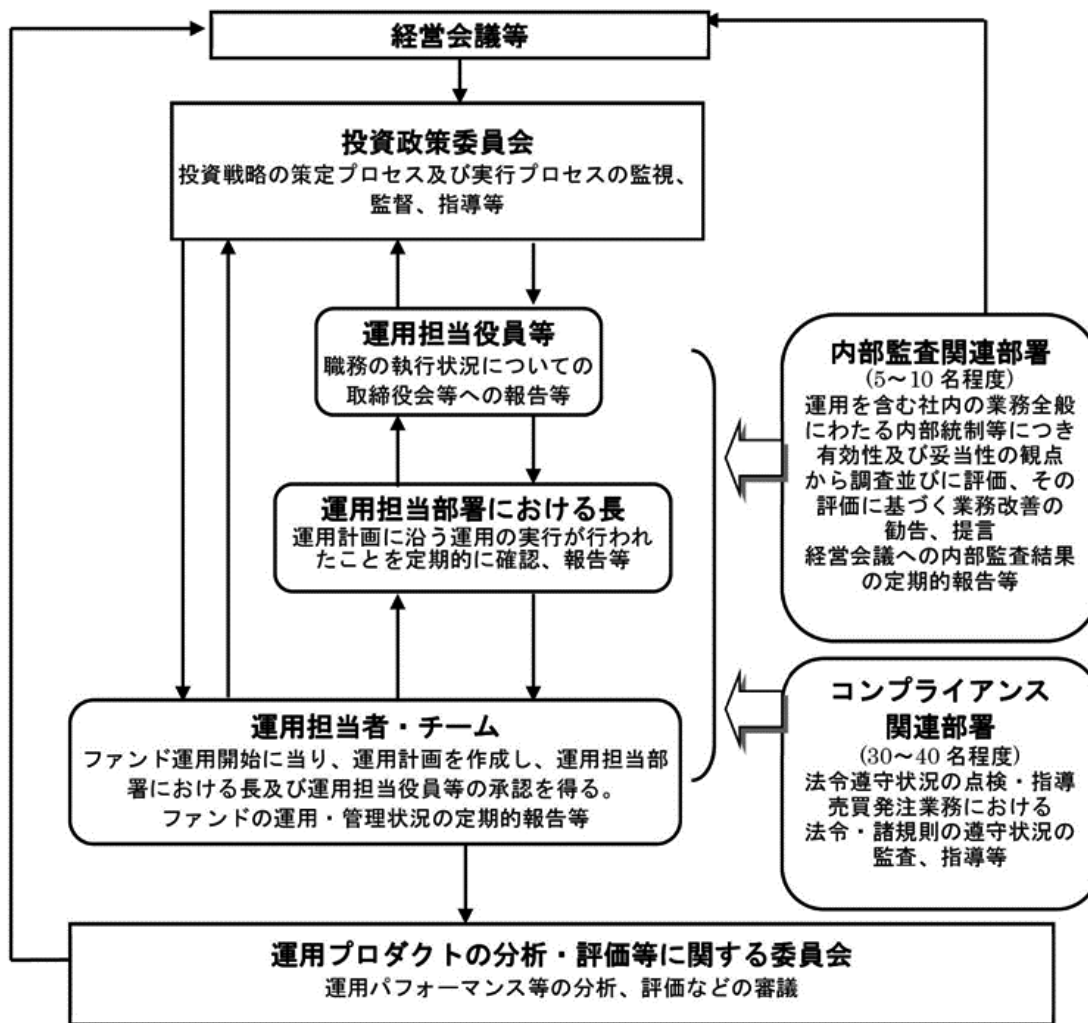 経営会議等
投資政策委員会
投資戦略の策定プロセス及び実行プロセスの監視、
監督、指導等
運用担当役員等
職務の執行状況についての
取締役会等への報告等
運用担当部署における長
運用計画に沿う運用の実行が行われ
たことを定期的に確認、報告等
運用担当者・チーム
ファンド運用開始に当り、運用計画を作成し、運用担当部
署における長及び運用担当役員等の承認を得る。
ファンドの運用・管理状況の定期的報告等
内部監査関連部署
(5～10 名程度)
運用を含む社内の業務全般
にわたる内部統制等につき
有効性及び妥当性の観点
から調査並びに評価、その
評価に基づく業務改善の
勧告、提言
経営会議への内部監査結果
の定期的報告等
コンプライアンス
関連部署
(30～40 名程度)
法令遵守状況の点検・指導
売買発注業務における
法令・諸規則の遵守状況の
監査、指導等
運用プロダクトの分析・評価等に関する委員会
運用パフォーマンス等の分析、評価などの審議